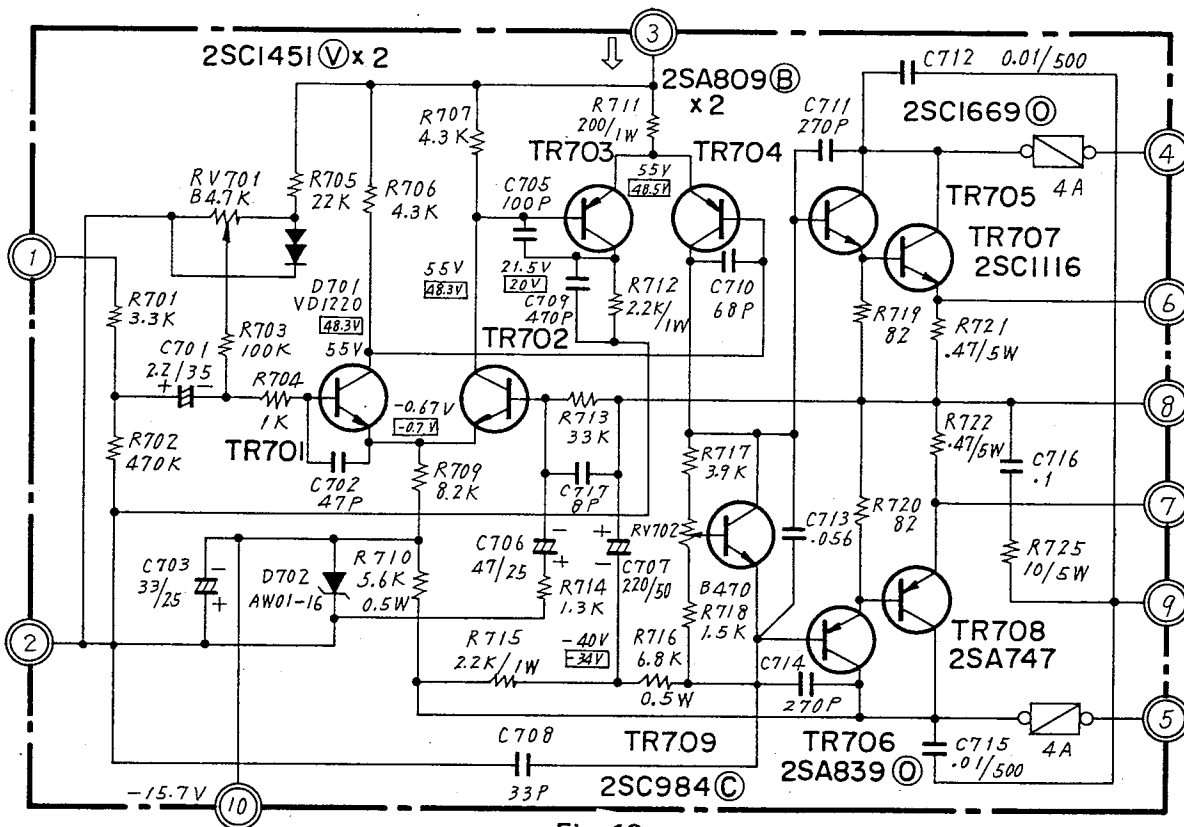 2SC1451 Ⓥ x 2
③
2SA809 Ⓑ
x 2
C712 0.01/500
2SC1669 Ⓞ
R711
200/1W
C711
270P
R707
4.3K
TR703
TR704
55V
48.5V
④
4A
RV701
B4.7K
R705
22K
R706
4.3K
C705
100P
TR705
TR707
2SC1116
①
55V
48.3V
21.5V
20V
C709
470P
R712
2.2K/1W
C710
68P
D701
VD1220
48.3V
55V
TR702
R701
3.3K
R703
100K
R719
82
R721
.47/5W
⑥
C701
2.2/35
+ -
R704
1K
-0.67V
-0.7V
R713
33K
⑧
R702
470K
TR701
C702
47P
R709
8.2K
C717
8P
R717
3.9K
R722
.47/5W
C716
.1
R720
82
⑦
C703
33/25
-
+
D702
AW01-16
R710
5.6K
0.5W
C706
47/25
-
+
R714
1.3K
+
-
C707
220/50
RV702
B470
R718
1.5K
C713
.056
R725
10/5W
⑨
②
R715
2.2K/1W
-40V
-34V
R716
6.8K
0.5W
C714
270P
TR708
2SA747
⑤
4A
C708
33P
TR709
2SC984 Ⓒ
TR706
2SA839 Ⓞ
C715
.01/500
-15.7V
⑩